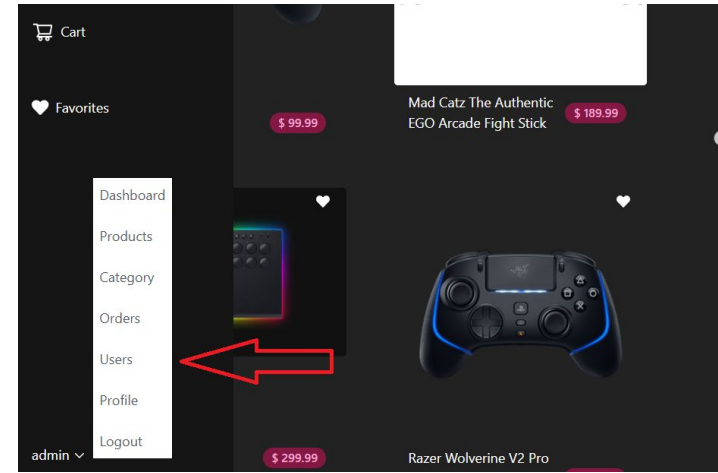 Cart
Favorites
Dashboard
Products
Category
Orders
Users
Profile
Logout
admin
$ 99.99
Mad Catz The Authentic
EGO Arcade Fight Stick
$ 189.99
$ 299.99
Razer Wolverine V2 Pro